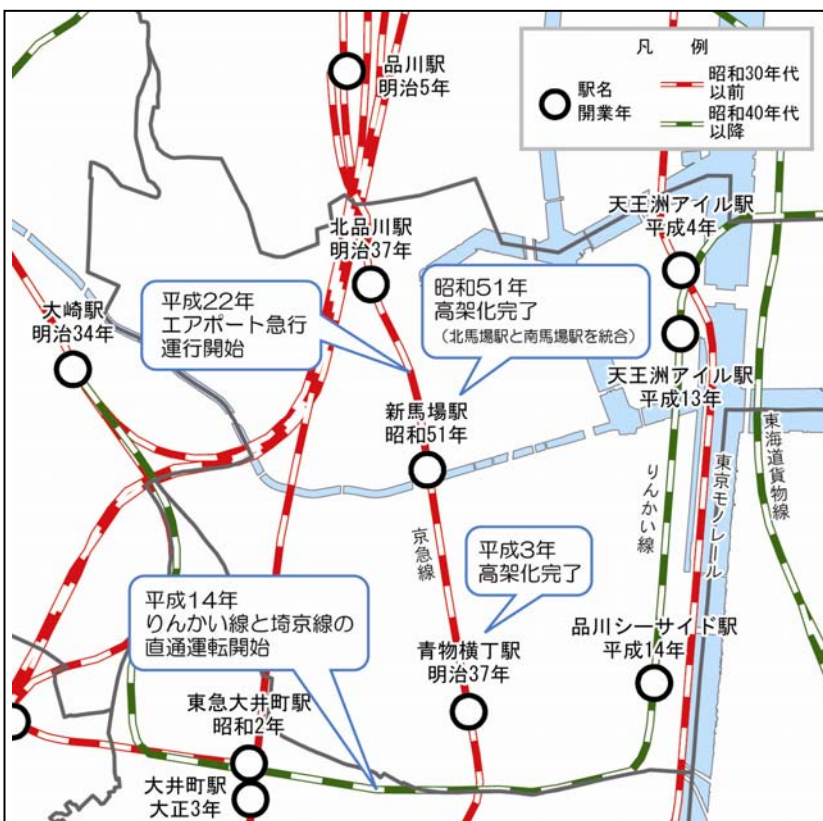 凡 例
駅名
開業年
昭和30年代
以前
昭和40年代
以降
品川駅
明治5年
天王洲アイル駅
平成4年
北品川駅
明治37年
昭和51年
高架化完了
（北馬場駅と南馬場駅を統合）
平成22年
エアポート急行
運行開始
大崎駅
明治34年
天王洲アイル駅
平成13年
新馬場駅
昭和51年
東海道貨物線
東京モノレール
りんかい線
京急線
平成3年
高架化完了
平成14年
りんかい線と埼京線の
直通運転開始
品川シーサイド駅
平成14年
青物横丁駅
明治37年
東急大井町駅
昭和2年
大井町駅
大正3年